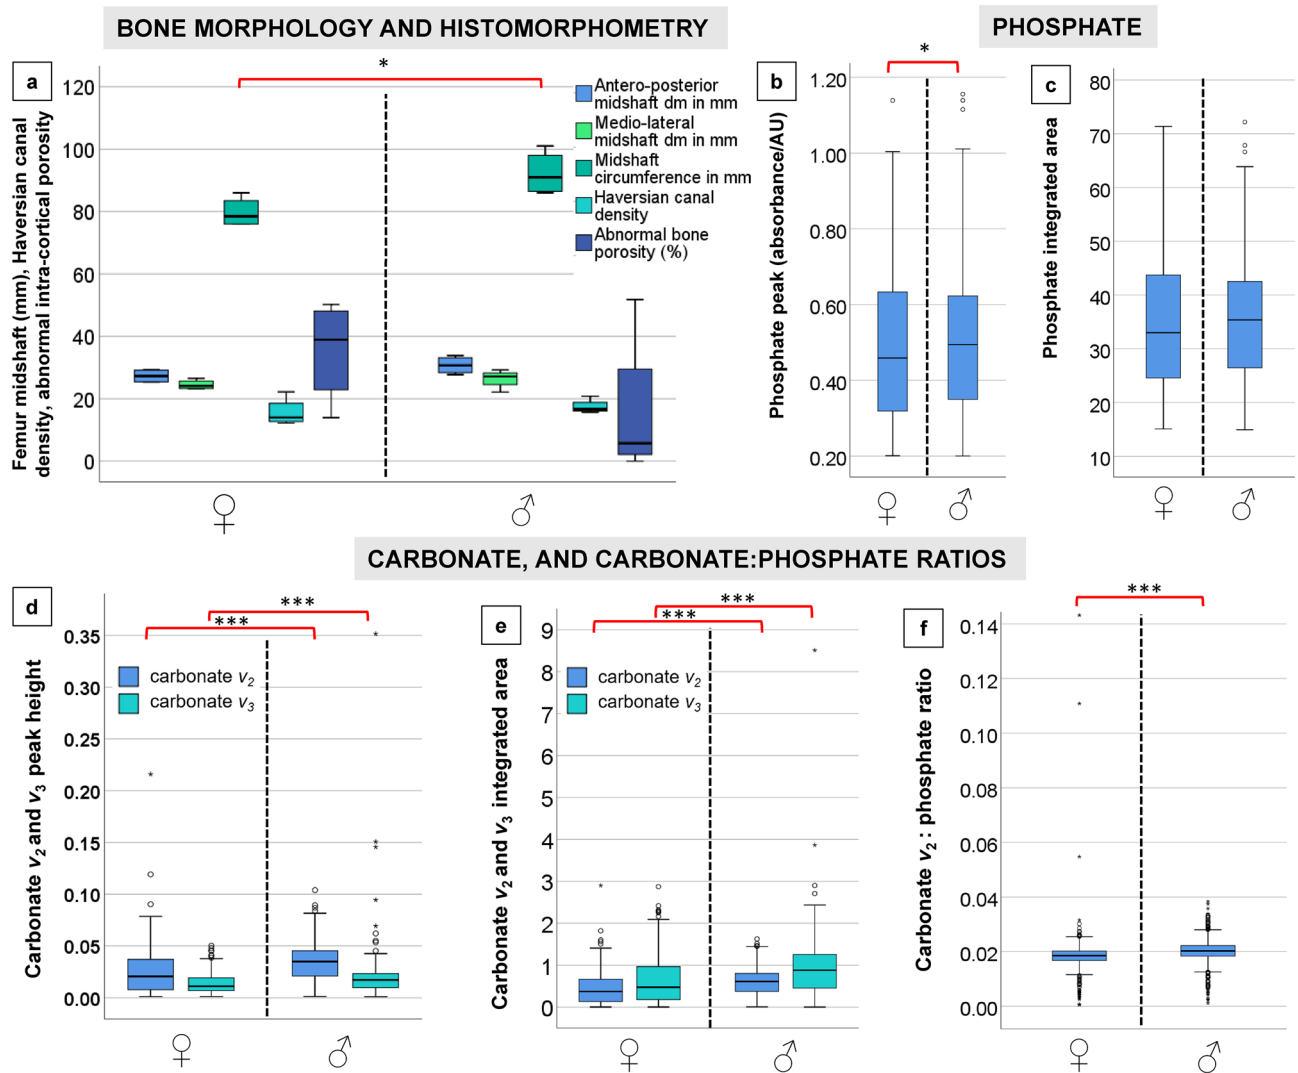 BONE MORPHOLOGY AND HISTOMORPHOMETRY
PHOSPHATE
a
Femur midshaft (mm), Haversian canal
density, abnormal intra-cortical porosity
120
100
80
60
40
20
0
*
Antero-posterior
midshaft dm in mm
Medio-lateral
midshaft dm in mm
Midshaft
circumference in mm
Haversian canal
density
Abnormal bone
porosity (%)
♀
♂
b
Phosphate peak (absorbance/AU)
1.20
1.00
0.80
0.60
0.40
0.20
*
♀
♂
c
Phosphate integrated area
80
70
60
50
40
30
20
10
♀
♂
CARBONATE, AND CARBONATE:PHOSPHATE RATIOS
d
Carbonate v2 and v3 peak height
0.35
0.30
0.25
0.20
0.15
0.10
0.05
0.00
***
***
carbonate v2
carbonate v3
♀
♂
e
Carbonate v2 and v3 integrated area
9
8
7
6
5
4
3
2
1
0
***
***
carbonate v2
carbonate v3
♀
♂
f
Carbonate v2 : phosphate ratio
0.14
0.12
0.10
0.08
0.06
0.04
0.02
0.00
***
♀
♂